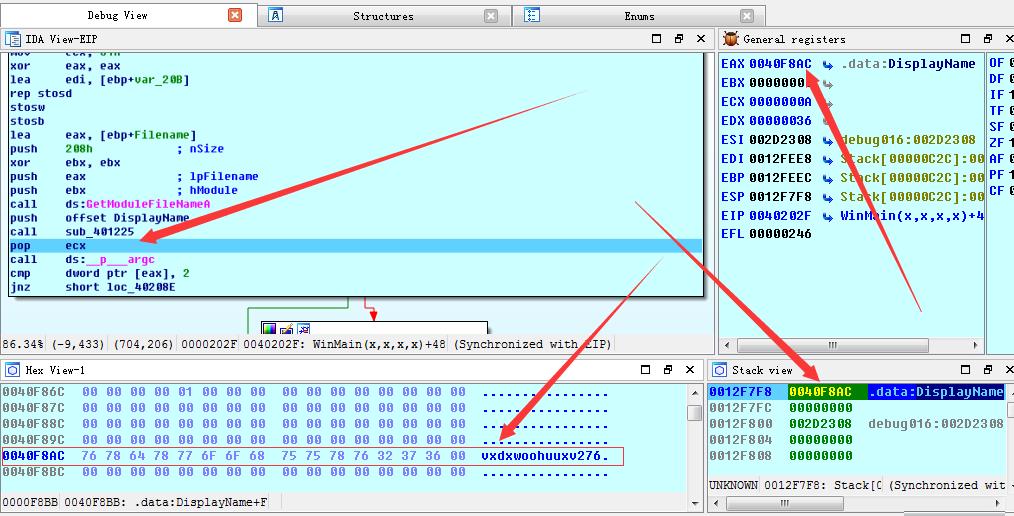 Debug View
Structures
Enums
IDA View-EIP
xor eax, eax
lea edi, [ebp+var_20B]
rep stosd
stosw
stosb
lea eax, [ebp+Filename]
push 208h ; nSize
xor ebx, ebx
push eax ; lpFilename
push ebx ; hModule
call ds:GetModuleFileNameA
push offset DisplayName
call sub_401225
pop ecx
call ds:__p___argc
cmp dword ptr [eax], 2
jnz short loc_40208E
86.34% (-9,433) (704,206) 0000202F 0040202F: WinMain(x,x,x,x)+48 (Synchronized with EIP)
General registers
EAX 0040F8AC .data:DisplayName
EBX 0000000
ECX 0000000A
EDX 00000036
ESI 002D2308 debug016:002D2308
EDI 0012FEE8 Stack[00000C2C]:00
EBP 0012FEEC Stack[00000C2C]:00
ESP 0012F7F8 Stack[00000C2C]:00
EIP 0040202F WinMain(x,x,x,x)+4
EFL 00000246
OF
DF
IF 1
TF
SF
ZF 1
AF
PF 1
CF
Hex View-1
0040F86C 00 00 00 00 01 00 00 00 00 00 00 00 00 00 00 00 ................
0040F87C 00 00 00 00 00 00 00 00 00 00 00 00 00 00 00 00 ................
0040F88C 00 00 00 00 00 00 00 00 00 00 00 00 00 00 00 00 ................
0040F89C 00 00 00 00 00 00 00 00 00 00 00 00 00 00 00 00 ................
0040F8AC 76 78 64 78 77 6F 6F 68 75 75 78 76 32 37 36 00 vxdxwoohuuxv276.
0040F8BC 00 00 00 00 00 00 00 00 00 00 00 00 00 00 00 00 ................
0000F8BB 0040F8BB: .data:DisplayName+F
Stack view
0012F7F8 0040F8AC .data:DisplayName
0012F7FC 00000000
0012F800 002D2308 debug016:002D2308
0012F804 00000000
0012F808 00000000
UNKNOWN 0012F7F8: Stack[ (Synchronized wit